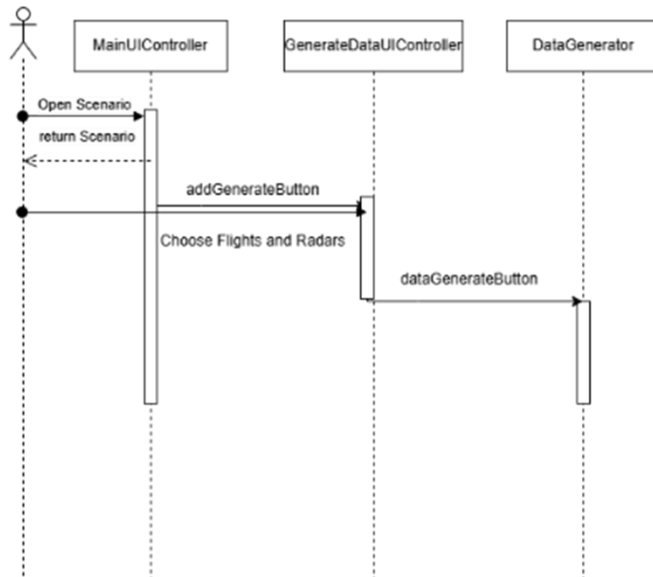 MainUIController
GenerateDataUIController
DataGenerator
Open Scenario
return Scenario
addGenerateButton
Choose Flights and Radars
dataGenerateButton